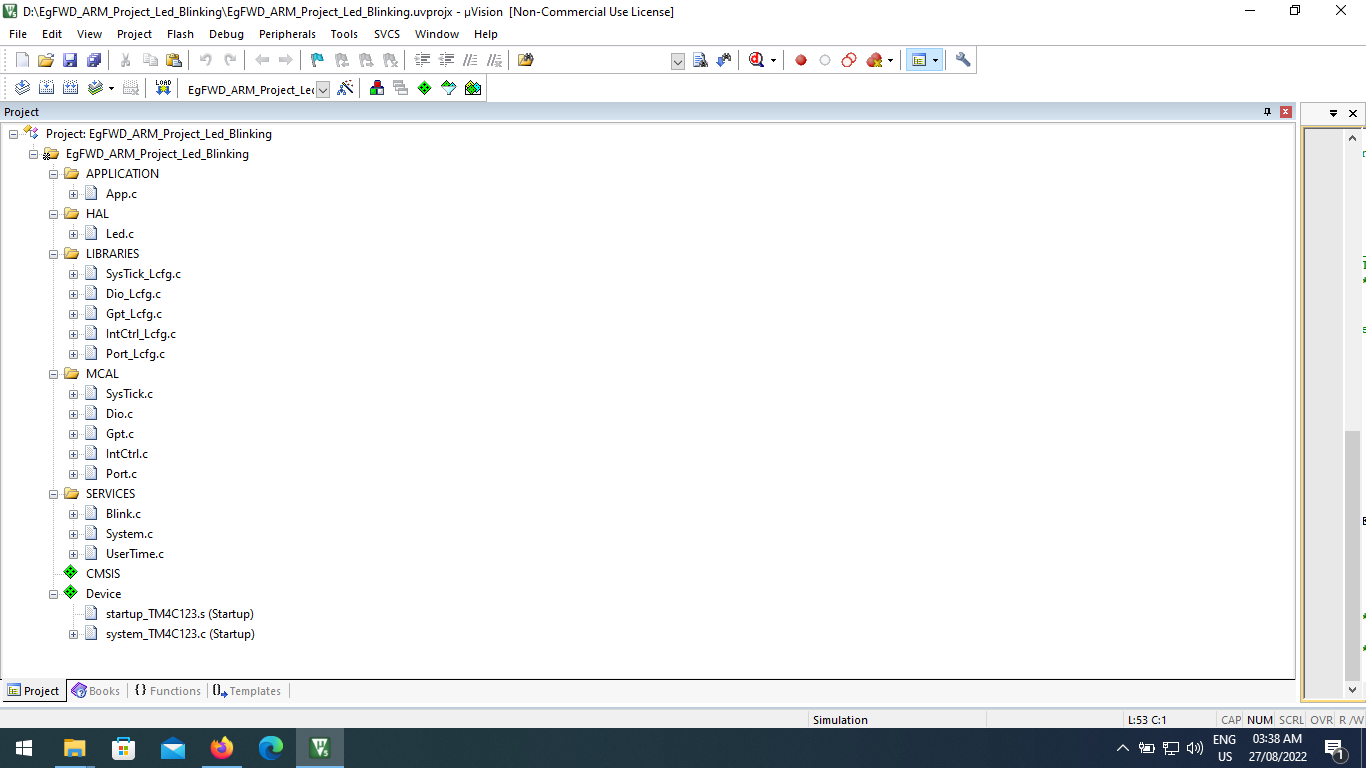 D:\EgFWD_ARM_Project_Led_Blinking\EgFWD_ARM_Project_Led_Blinking.uvprojx - µVision [Non-Commercial Use License]
File Edit View Project Flash Debug Peripherals Tools SVCS Window Help
LOAD
EgFWD_ARM_Project_Lec
Project
Project: EgFWD_ARM_Project_Led_Blinking
EgFWD_ARM_Project_Led_Blinking
APPLICATION
App.c
HAL
Led.c
LIBRARIES
SysTick_Lcfg.c
Dio_Lcfg.c
Gpt_Lcfg.c
IntCtrl_Lcfg.c
Port_Lcfg.c
MCAL
SysTick.c
Dio.c
Gpt.c
IntCtrl.c
Port.c
SERVICES
Blink.c
System.c
UserTime.c
CMSIS
Device
startup_TM4C123.s (Startup)
system_TM4C123.c (Startup)
Project Books {} Functions Templates
Simulation L:53 C:1 CAP NUM SCRL OVR R /W
ENG 03:38 AM
US 27/08/2022 1